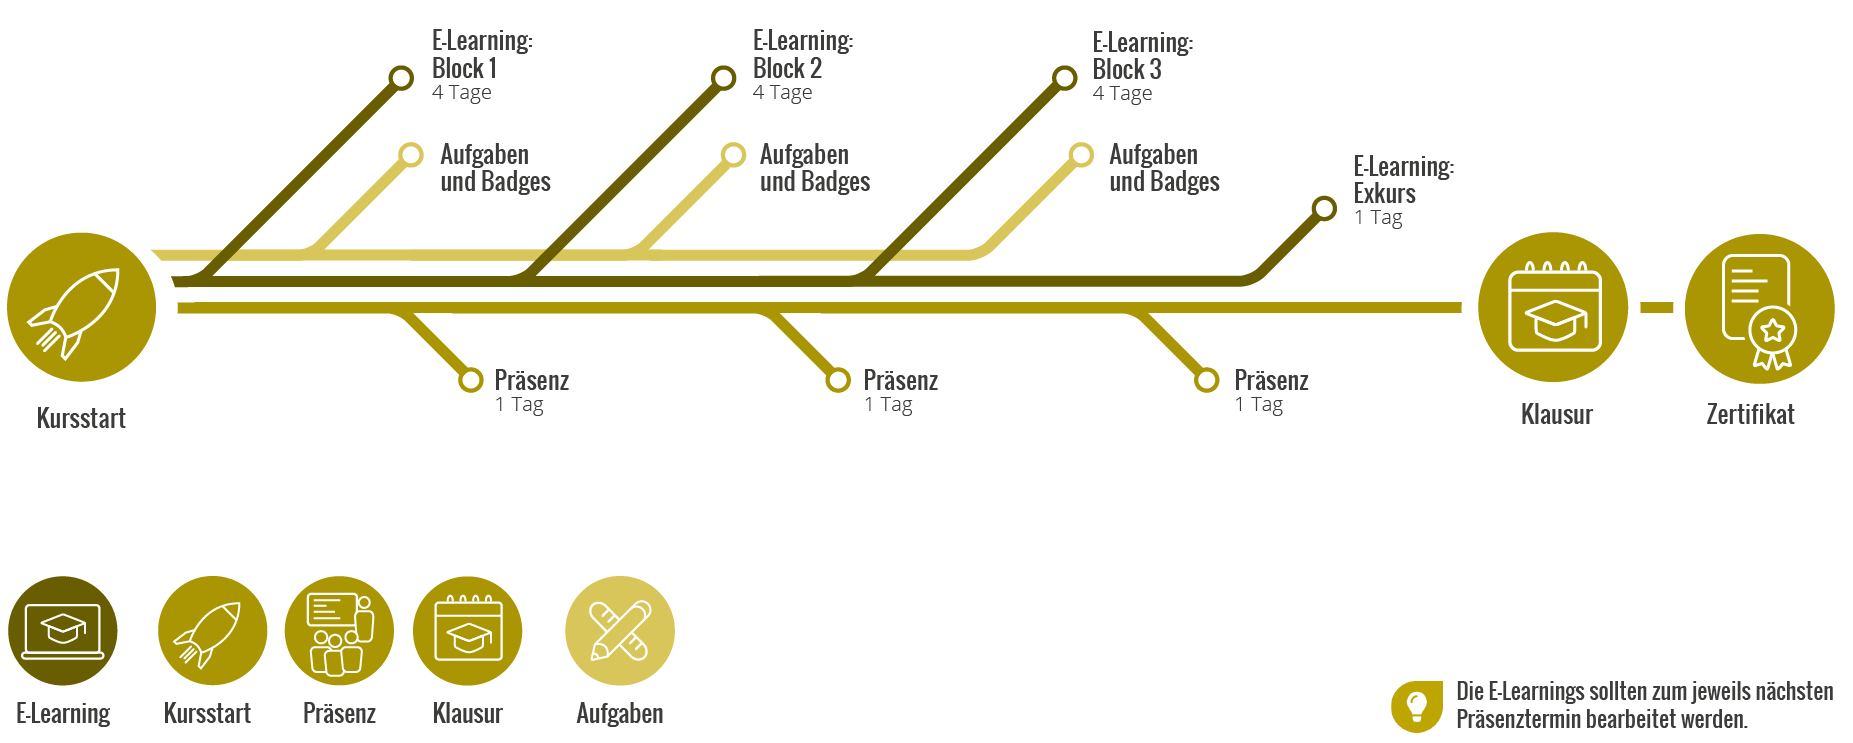 E-Learning:
Block 1
4 Tage
E-Learning:
Block 2
4 Tage
E-Learning:
Block 3
4 Tage
Aufgaben
und Badges
Aufgaben
und Badges
Aufgaben
und Badges
E-Learning:
Exkurs
1 Tag
Präsenz
1 Tag
Präsenz
1 Tag
Präsenz
1 Tag
Kursstart
Klausur
Zertifikat
E-Learning
Kursstart
Präsenz
Klausur
Aufgaben
Die E-Learnings sollten zum jeweils nächsten
Präsenztermin bearbeitet werden.